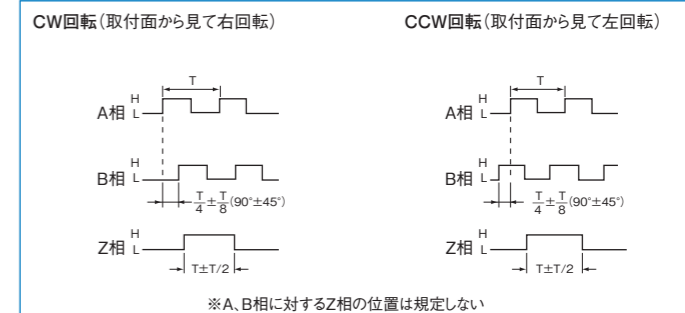 CW回転(取付面から見て右回転)
T
A相 H L
B相 H L
T/4±T/8(90°±45°)
Z相 H L
T±T/2
CCW回転(取付面から見て左回転)
T
A相 H L
B相 H L
T/4±T/8(90°±45°)
Z相 H L
T±T/2
※A、B相に対するZ相の位置は規定しない